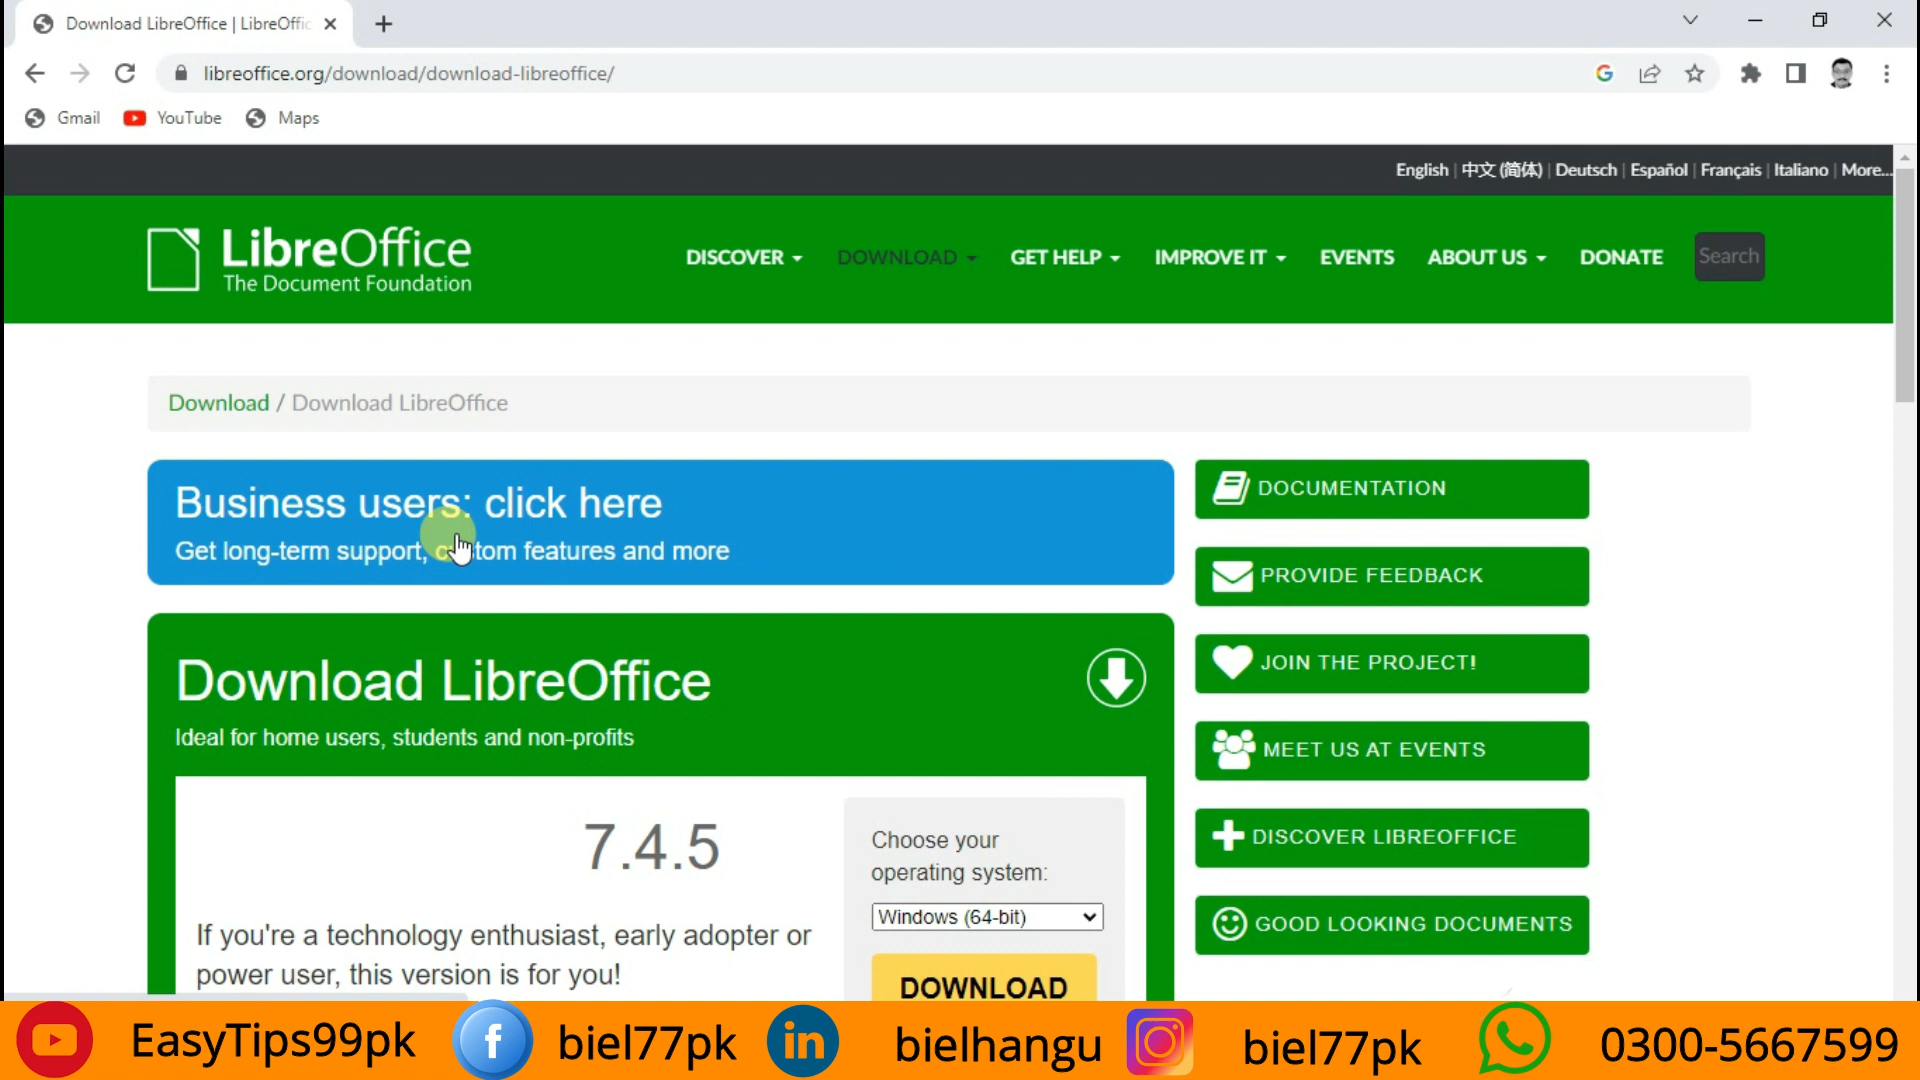 Download LibreOffice | LibreOffic
libreoffice.org/download/download-libreoffice/
Gmail YouTube Maps
English | 中文 (简体) | Deutsch | Español | Français | Italiano | More...
LibreOffice
The Document Foundation
DISCOVER DOWNLOAD GET HELP IMPROVE IT EVENTS ABOUT US DONATE Search
Download / Download LibreOffice
Business users: click here
Get long-term support, custom features and more
DOCUMENTATION
PROVIDE FEEDBACK
JOIN THE PROJECT!
MEET US AT EVENTS
DISCOVER LIBREOFFICE
GOOD LOOKING DOCUMENTS
Download LibreOffice
Ideal for home users, students and non-profits
7.4.5
If you're a technology enthusiast, early adopter or
power user, this version is for you!
Choose your
operating system:
Windows (64-bit)
DOWNLOAD
EasyTips99pk f biel77pk in bielhangu biel77pk 0300-5667599